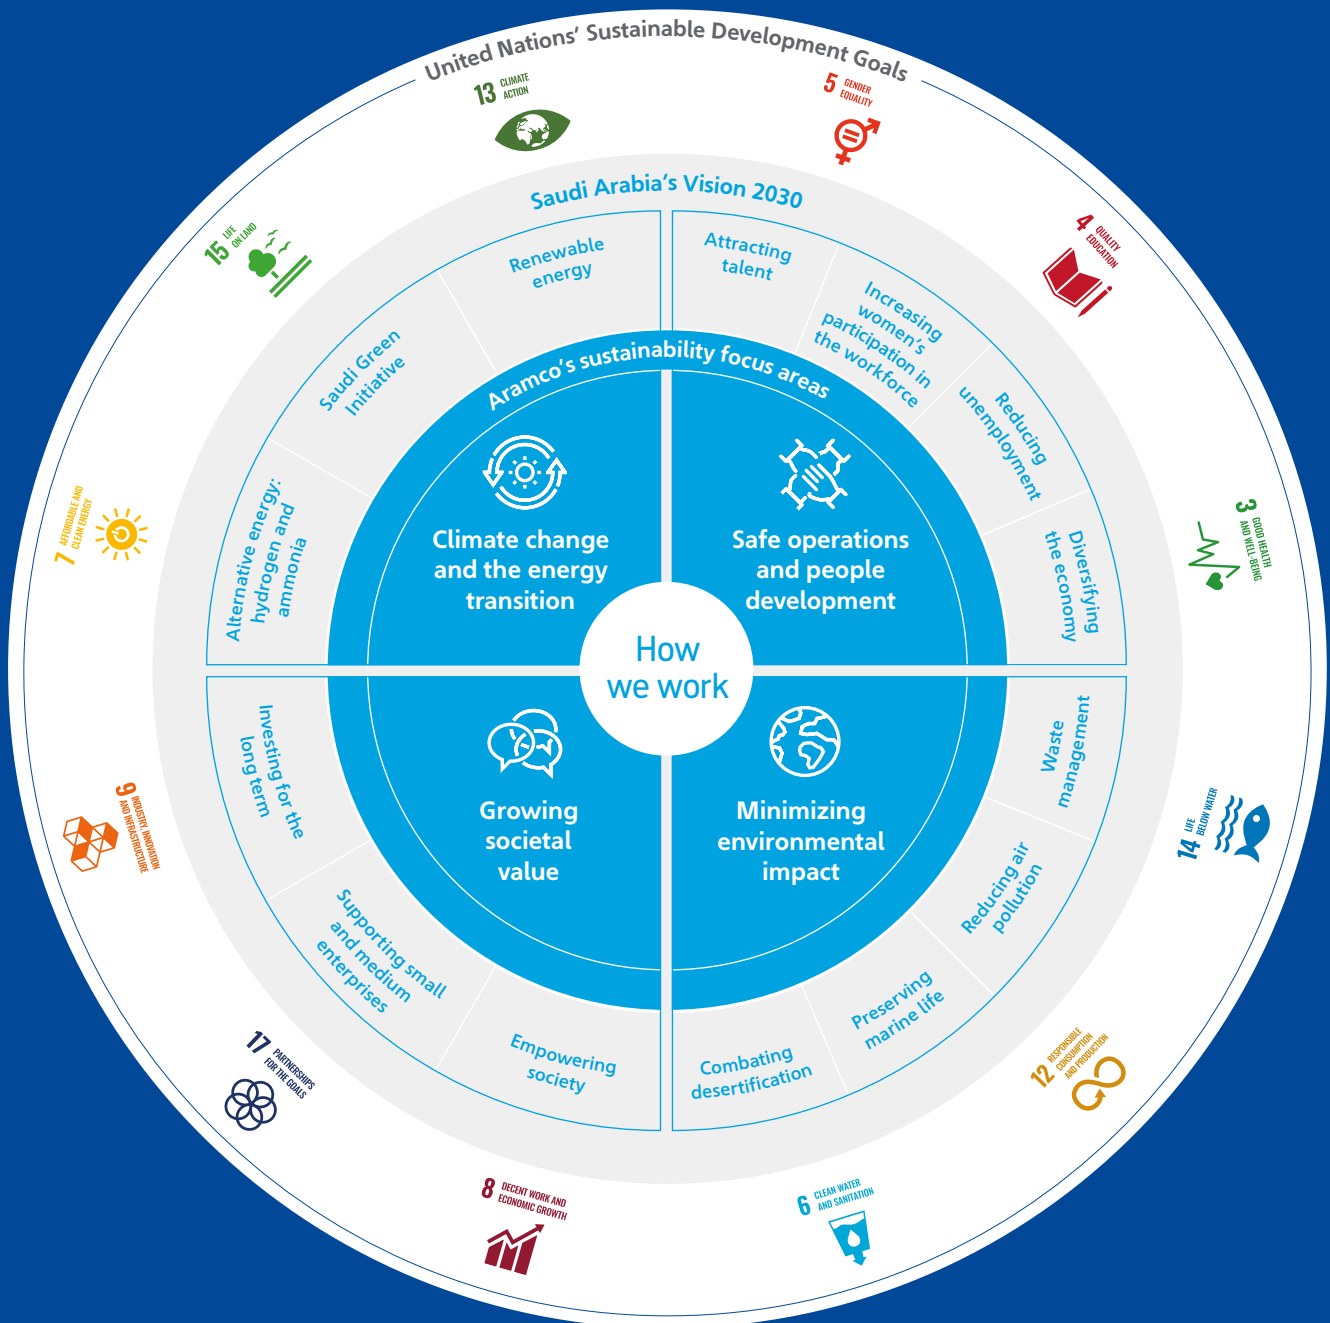 United Nations’ Sustainable Development Goals
13 CLIMATE
ACTION
5 GENDER
EQUALITY
4 QUALITY
EDUCATION
3 GOOD HEALTH
AND WELL-BEING
14 LIFE
BELOW WATER
12 RESPONSIBLE
CONSUMPTION
AND PRODUCTION
6 CLEAN WATER
AND SANITATION
8 DECENT WORK AND
ECONOMIC GROWTH
17 PARTNERSHIPS
FOR THE GOALS
9 INDUSTRY, INNOVATION
AND INFRASTRUCTURE
7 AFFORDABLE AND
CLEAN ENERGY
15 LIFE
ON LAND
Saudi Arabia’s Vision 2030
Renewable
energy
Attracting
talent
Increasing
women’s
participation in
the workforce
Reducing
unemployment
Diversifying
the economy
Waste
management
Reducing air
pollution
Preserving
marine life
Combating
desertification
Empowering
society
Supporting small
and medium
enterprises
Investing for the
long term
Alternative energy:
hydrogen and
ammonia
Saudi Green
Initiative
Aramco’s sustainability focus areas
Climate change
and the energy
transition
Safe operations
and people
development
How
we work
Growing
societal
value
Minimizing
environmental
impact